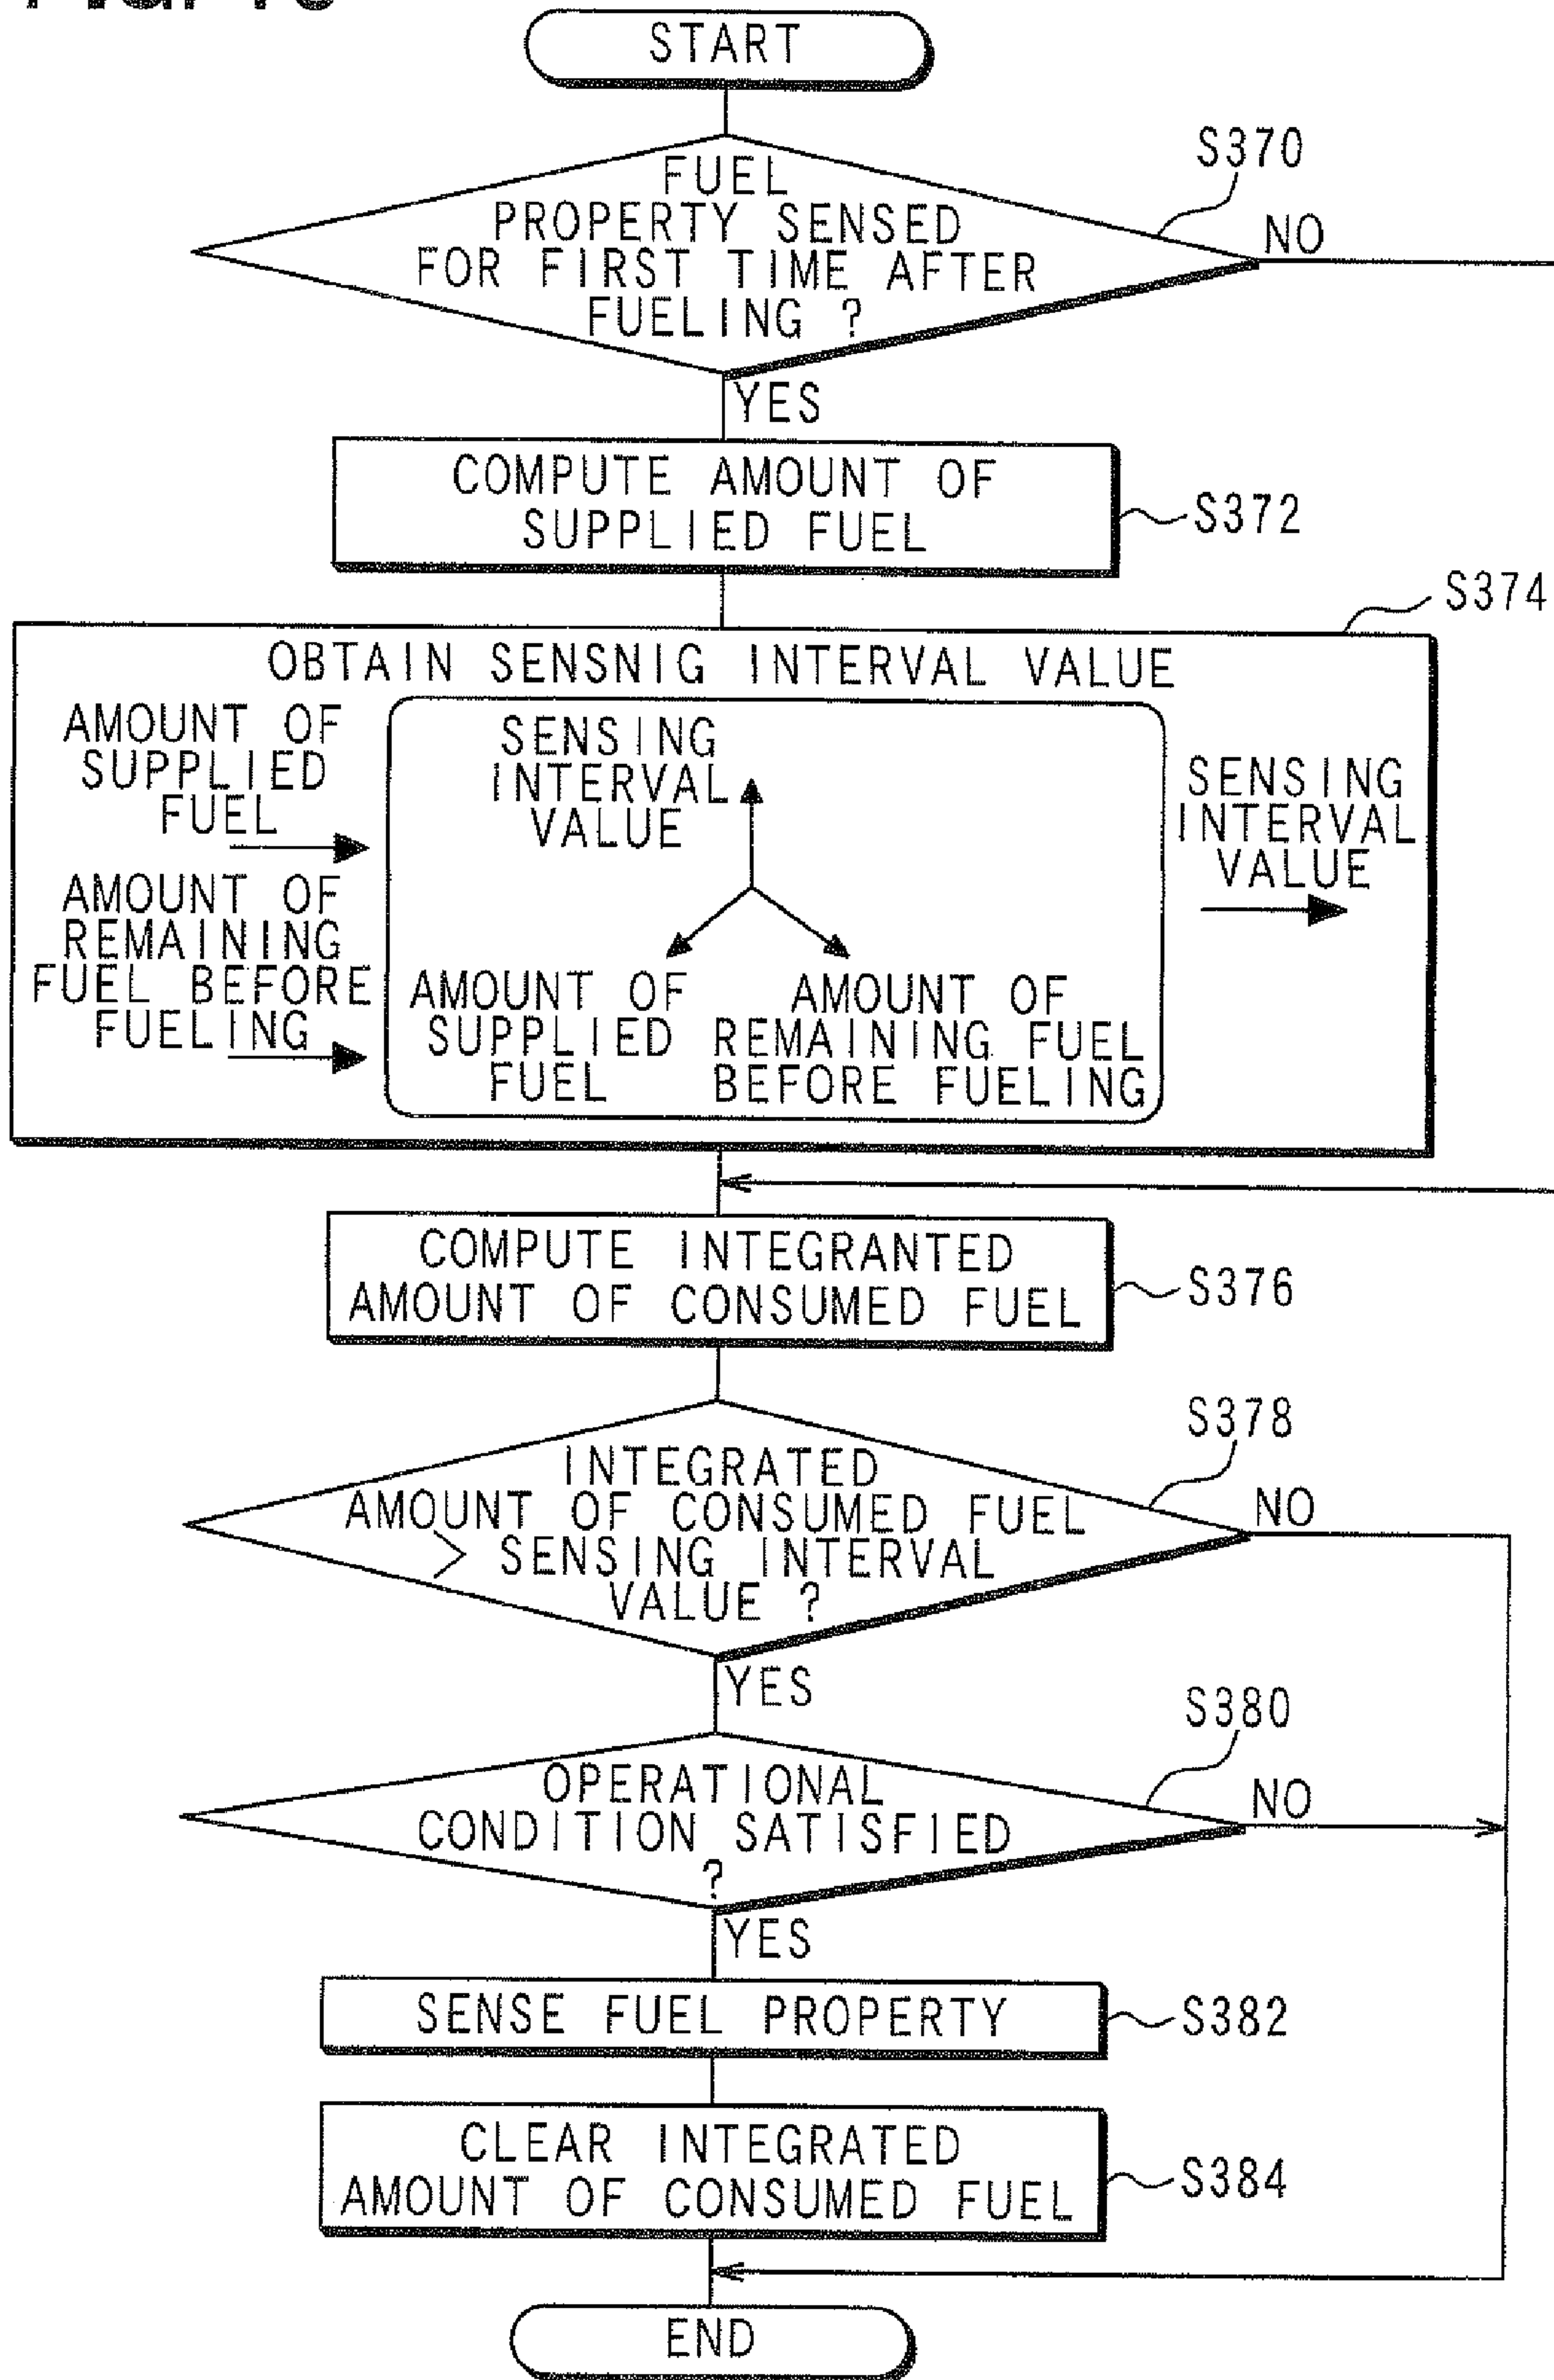 START
FUEL
PROPERTY SENSED
FOR FIRST TIME AFTER
FUELING ?
S370
NO
YES
COMPUTE AMOUNT OF
SUPPLIED FUEL
S372
S374
OBTAIN SENSNIG INTERVAL VALUE
AMOUNT OF
SUPPLIED
FUEL
AMOUNT OF
REMAINING
FUEL BEFORE
FUELING
SENSING
INTERVAL
VALUE
AMOUNT OF
SUPPLIED
FUEL
AMOUNT OF
REMAINING FUEL
BEFORE FUELING
SENSING
INTERVAL
VALUE
COMPUTE INTEGRANTED
AMOUNT OF CONSUMED FUEL
S376
INTEGRATED
AMOUNT OF CONSUMED FUEL
> SENSING INTERVAL
VALUE ?
S378
NO
YES
OPERATIONAL
CONDITION SATISFIED
?
S380
NO
YES
SENSE FUEL PROPERTY
S382
CLEAR INTEGRATED
AMOUNT OF CONSUMED FUEL
S384
END